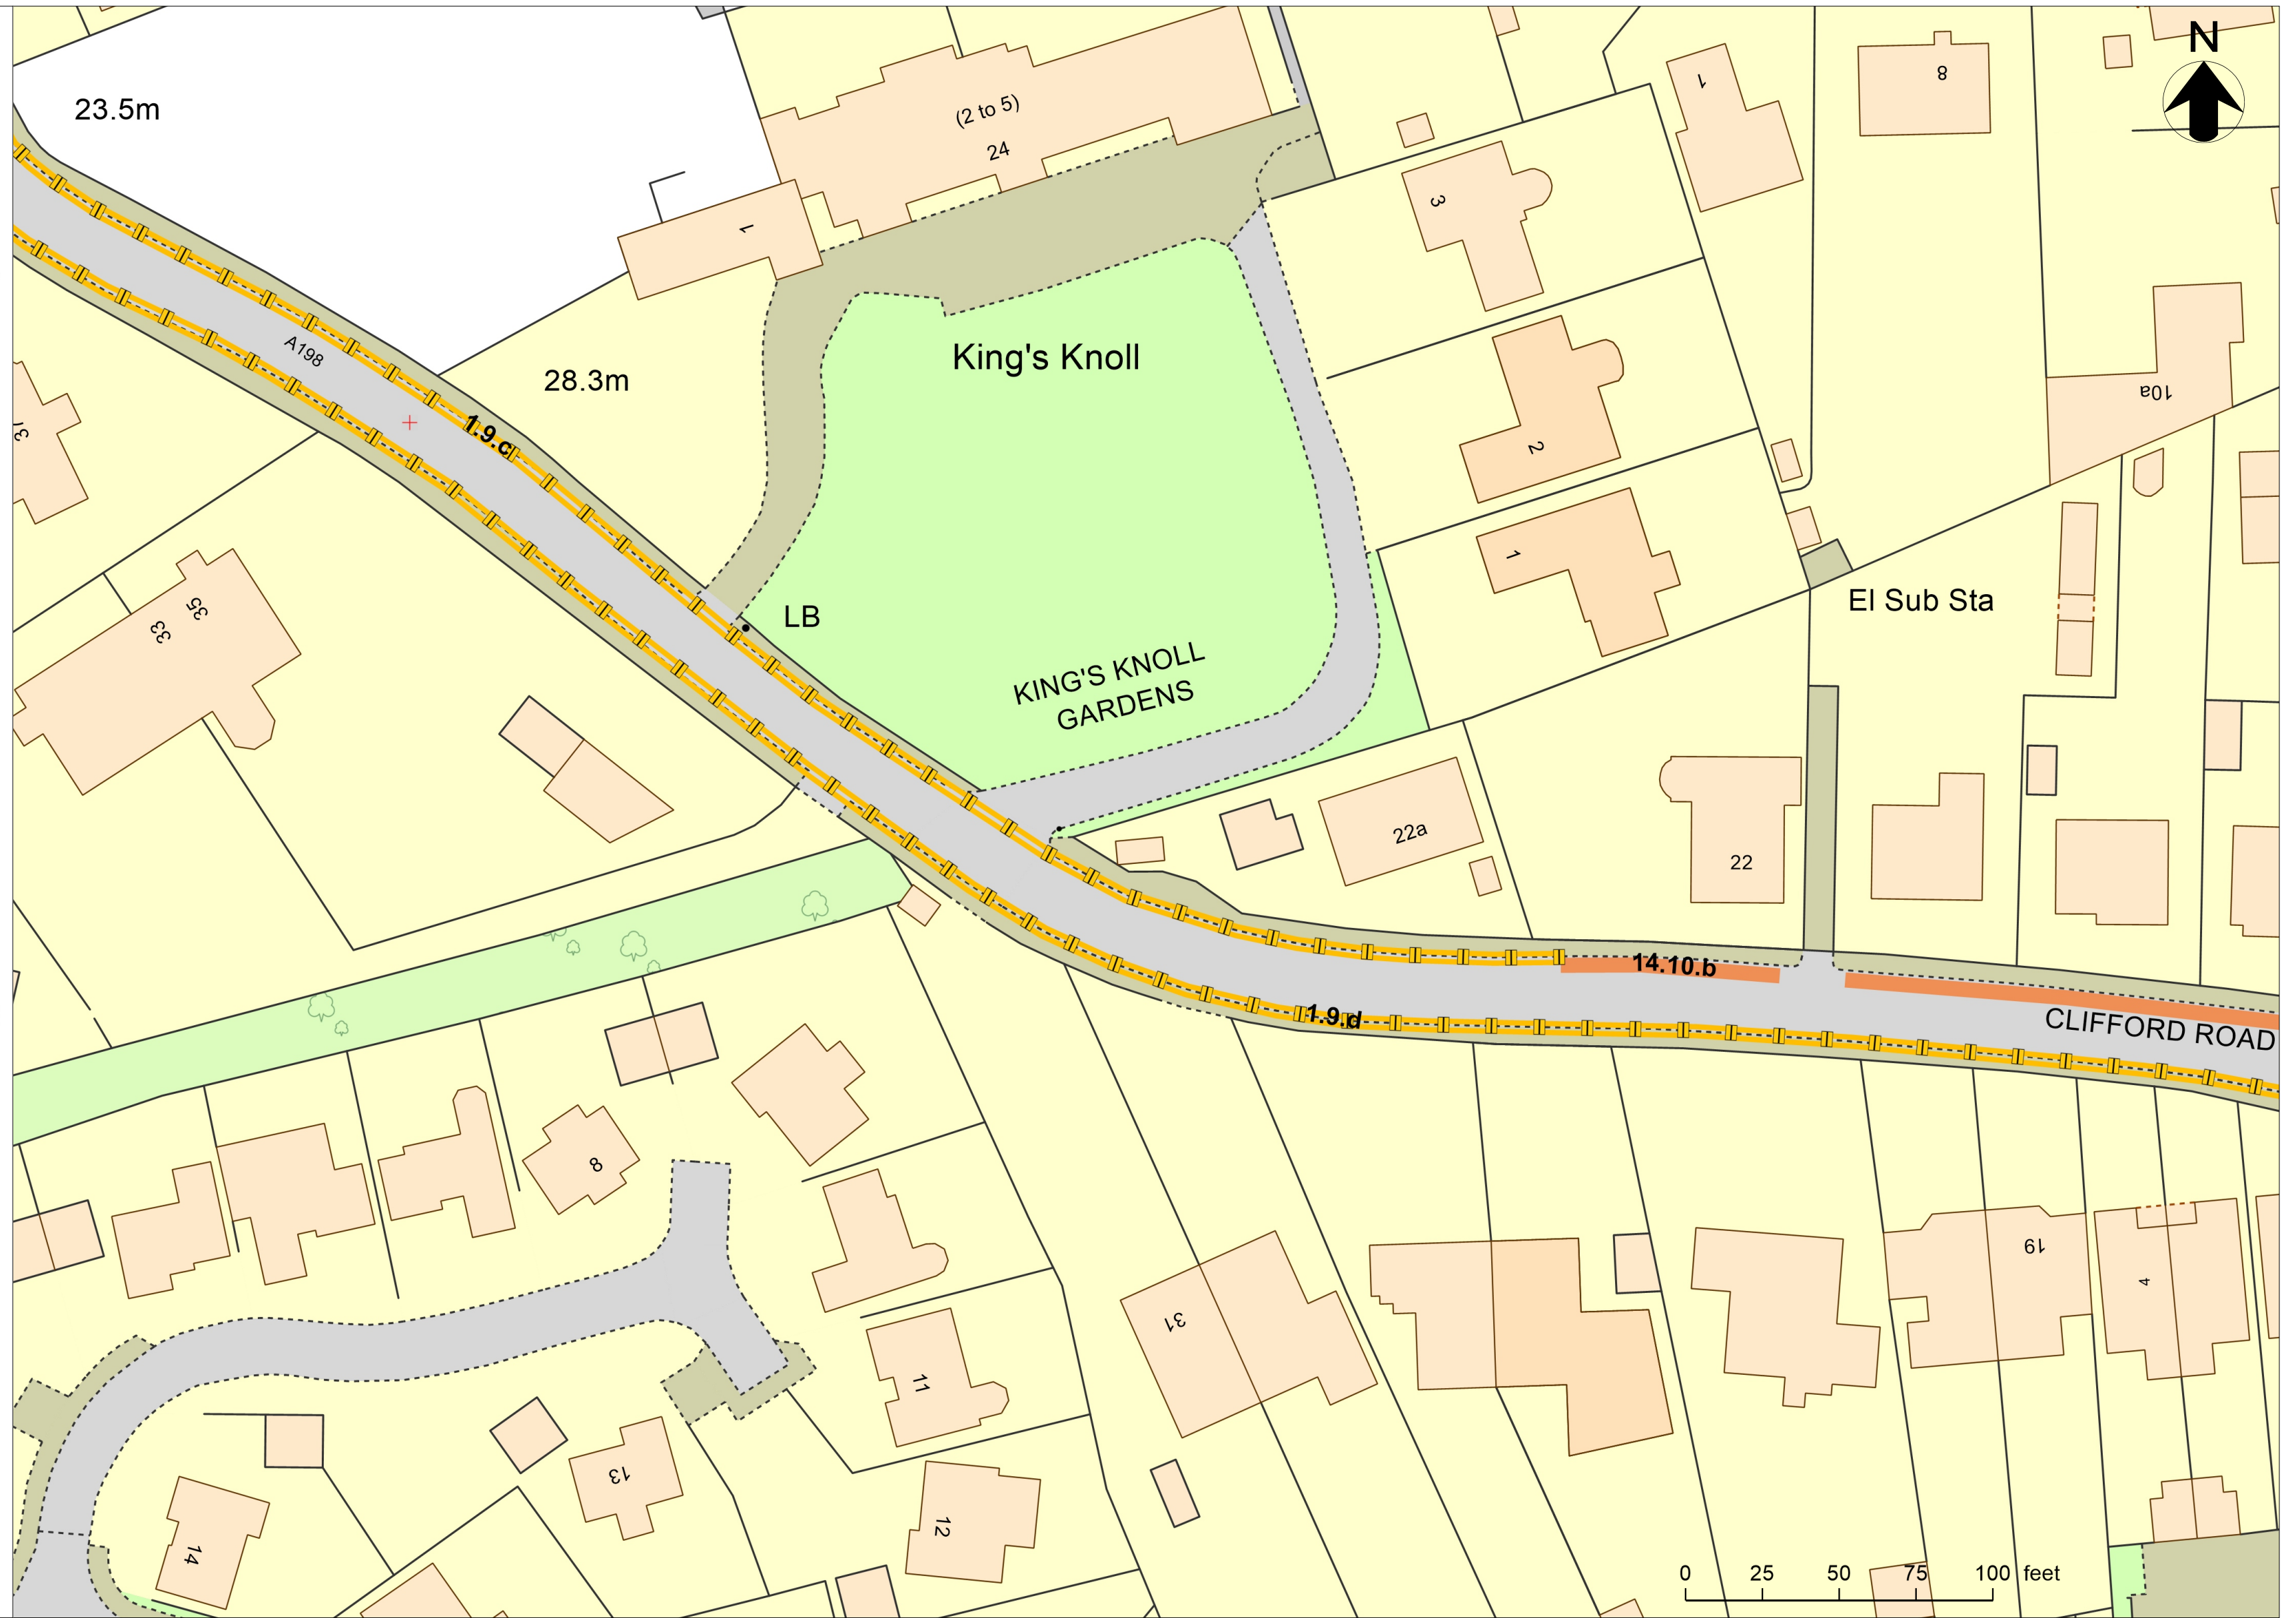 N
23.5m
(2 to 5)
24
1
8
3
1
A198
King's Knoll
28.3m
10a
1.9.c
31
2
1
El Sub Sta
35
33
LB
KING'S KNOLL
GARDENS
22a
22
14.10.b
1.9.d
CLIFFORD ROAD
8
19
4
31
11
13
12
14
0 25 50 75 100 feet